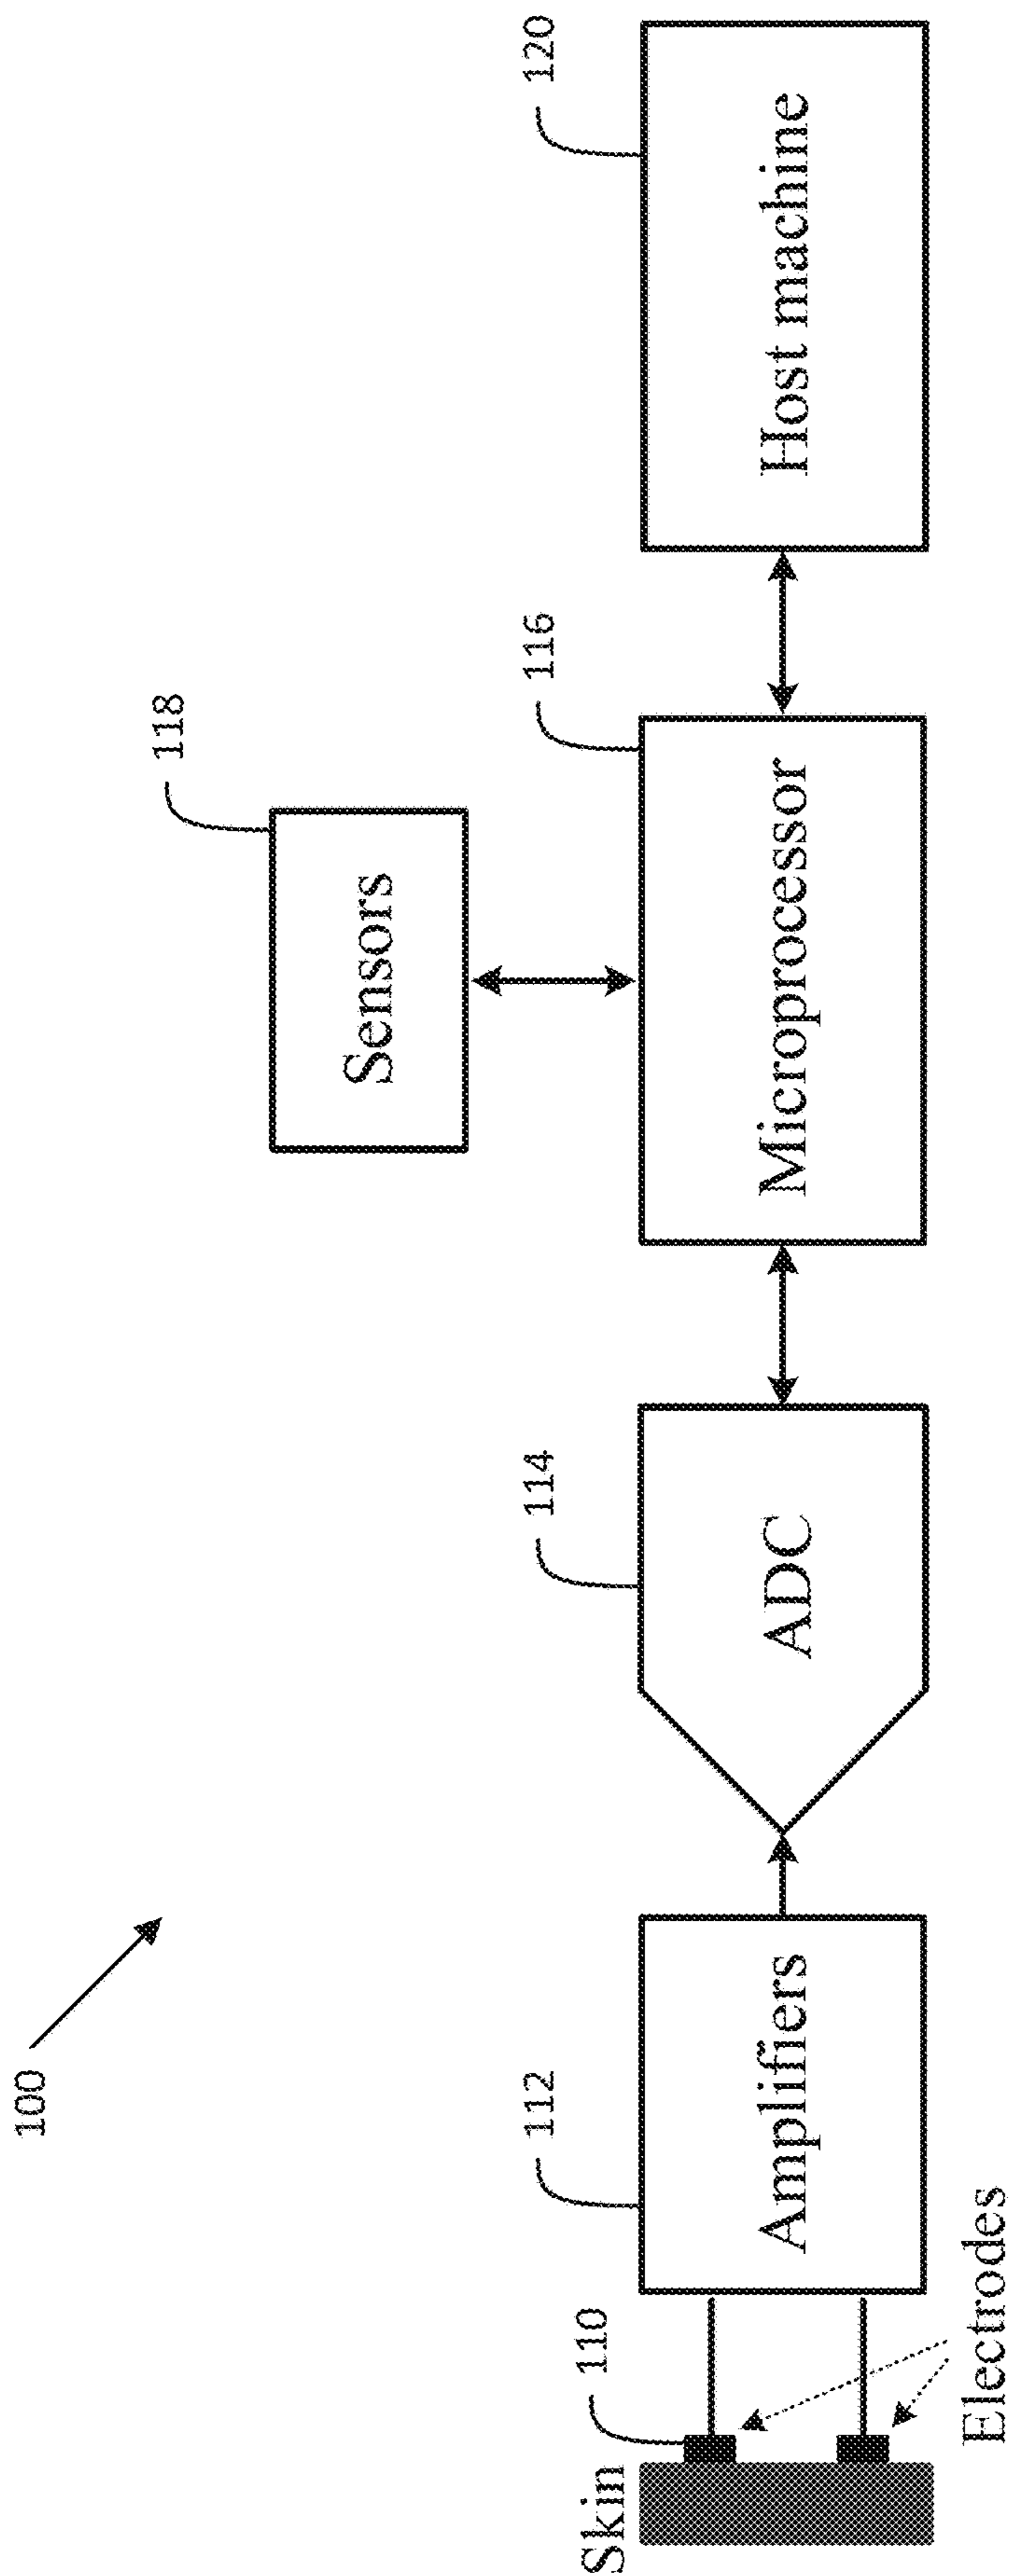 100
118
Sensors
110
112
114
116
120
Skin
Amplifiers
ADC
Microprocessor
Host machine
Electrodes